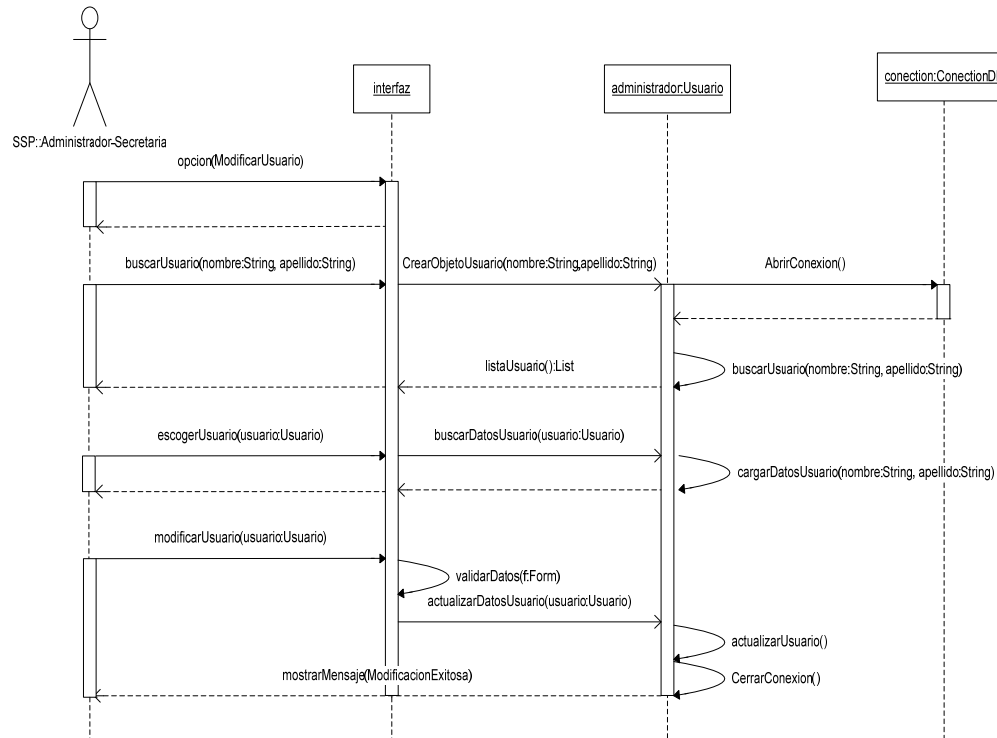 interfaz
administrador:Usuario
conection:ConectionD
SSP::Administrador-Secretaria
opcion(ModificarUsuario)
buscarUsuario(nombre:String, apellido:String)
CrearObjetoUsuario(nombre:String,apellido:String)
AbrirConexion()
listaUsuario():List
buscarUsuario(nombre:String, apellido:String)
escogerUsuario(usuario:Usuario)
buscarDatosUsuario(usuario:Usuario)
cargarDatosUsuario(nombre:String, apellido:String)
modificarUsuario(usuario:Usuario)
validarDatos(f:Form)
actualizarDatosUsuario(usuario:Usuario)
actualizarUsuario()
mostrarMensaje(ModificacionExitosa)
CerrarConexion()